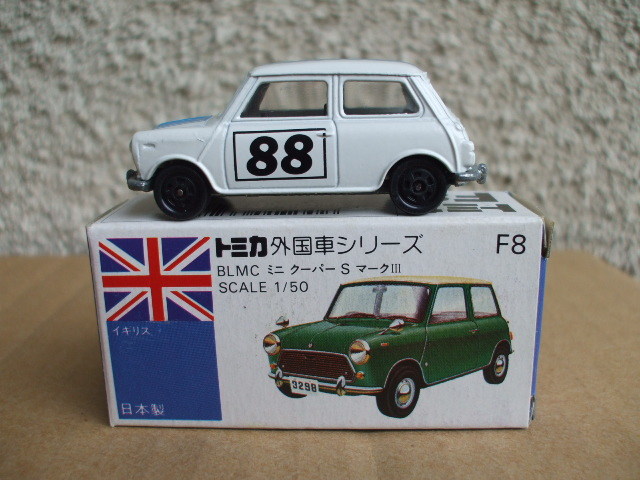 88
トミカ外国車シリーズ F8
BLMC ミニ クーパー S マークIII
SCALE 1/50
イギリス
3298
日本製